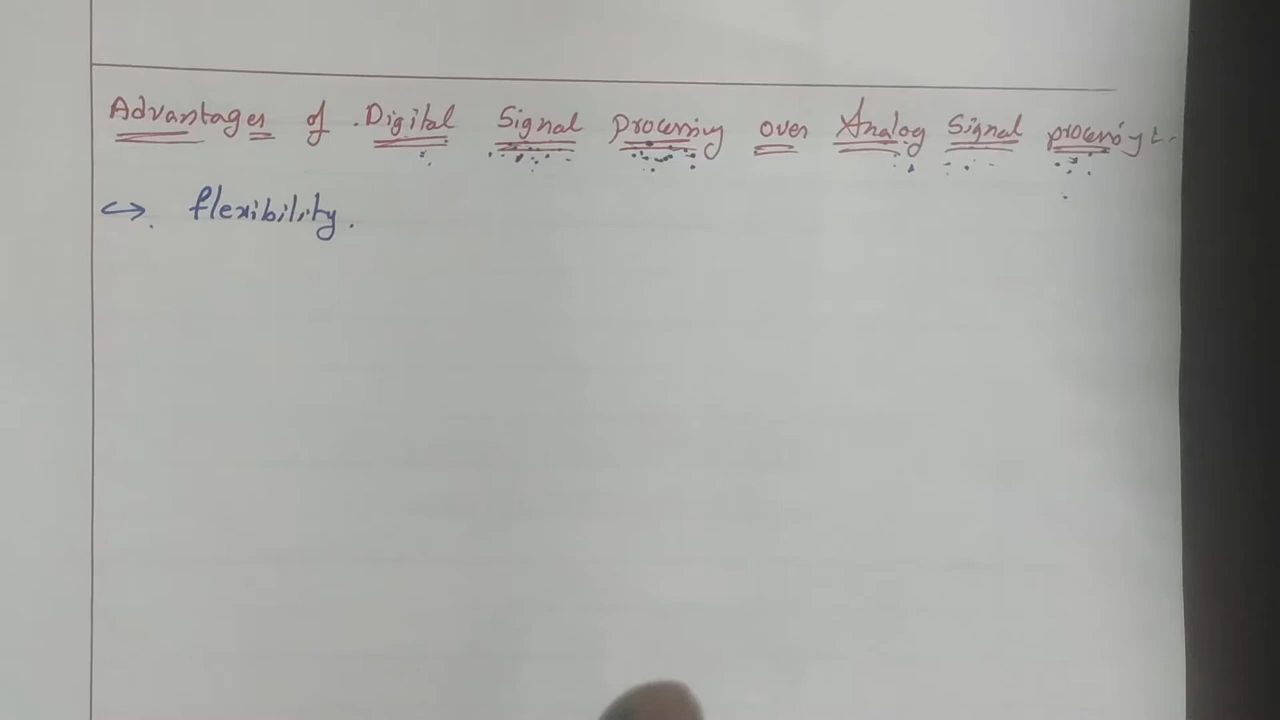 Advantages of Digital Signal Processing over Analog Signal processing :-
↔ flexibility.